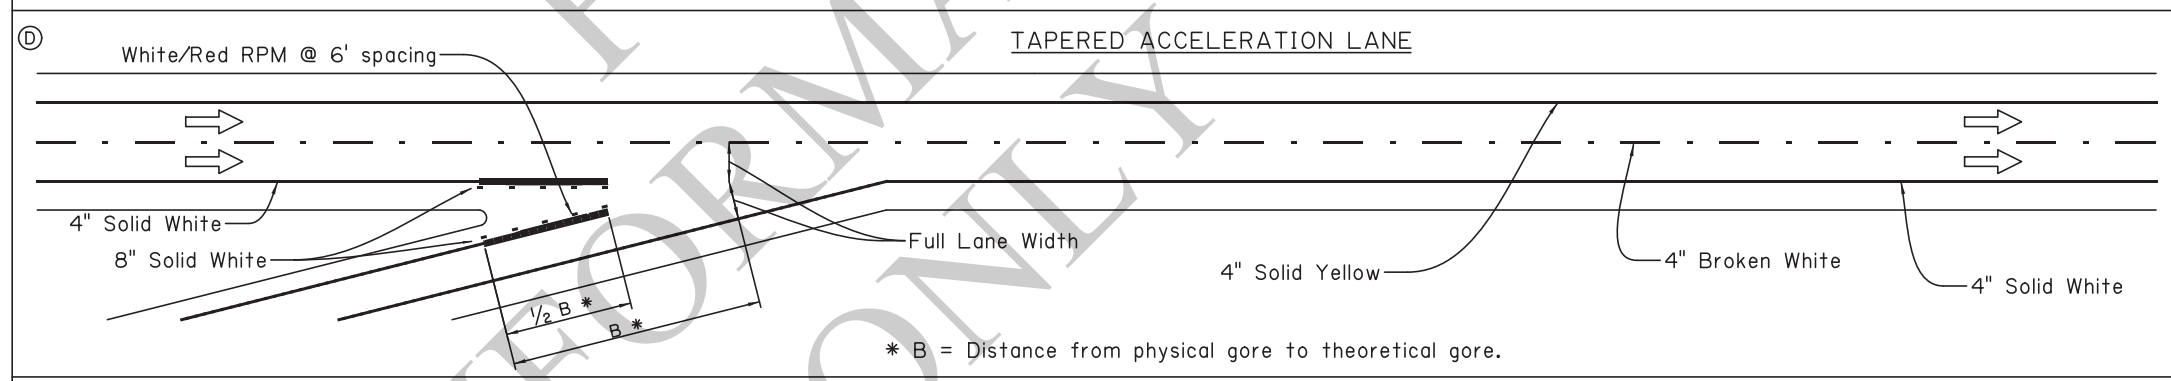 D
TAPERED ACCELERATION LANE
White/Red RPM @ 6' spacing
4" Solid White
8" Solid White
Full Lane Width
4" Solid Yellow
4" Broken White
4" Solid White
½ B *
B *
* B = Distance from physical gore to theoretical gore.
ONLY